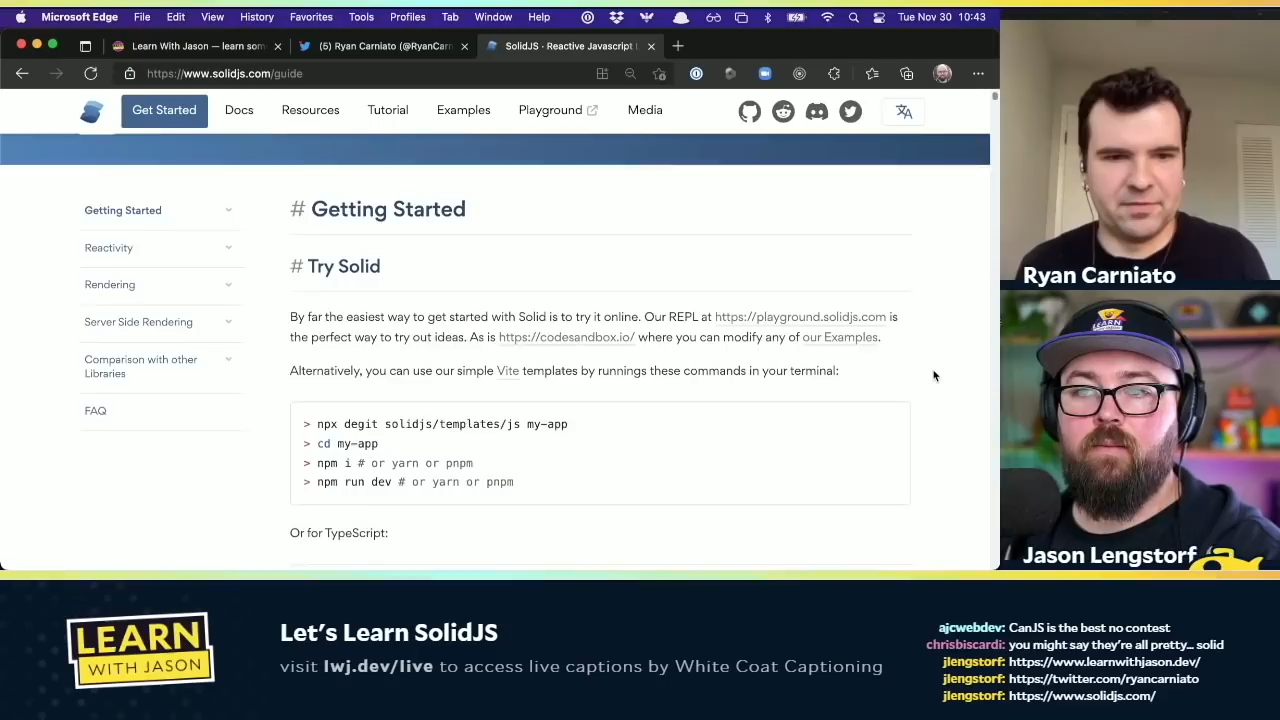 Microsoft Edge File Edit View History Favorites Tools Profiles Tab Window Help Tue Nov 30 10:43
Learn With Jason — learn som
(5) Ryan Carniato (@RyanCarn
SolidJS · Reactive Javascript L
https://www.solidjs.com/guide
Get Started Docs Resources Tutorial Examples Playground Media
Getting Started
Reactivity
Rendering
Server Side Rendering
Comparison with other
Libraries
FAQ
# Getting Started
# Try Solid
By far the easiest way to get started with Solid is to try it online. Our REPL at https://playground.solidjs.com is
the perfect way to try out ideas. As is https://codesandbox.io/ where you can modify any of our Examples.
Alternatively, you can use our simple Vite templates by runnings these commands in your terminal:
> npx degit solidjs/templates/js my-app
> cd my-app
> npm i # or yarn or pnpm
> npm run dev # or yarn or pnpm
Or for TypeScript:
Ryan Carniato
LEARN
Jason Lengstorf
LEARN
WITH JASON
Let's Learn SolidJS
visit lwj.dev/live to access live captions by White Coat Captioning
ajcwebdev: CanJS is the best no contest
chrisbiscardi: you might say they're all pretty... solid
jlengstorf: https://www.learnwithjason.dev/
jlengstorf: https://twitter.com/ryancarniato
jlengstorf: https://www.solidjs.com/